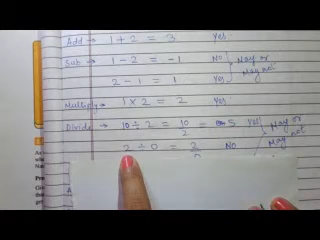 Add → 1 + 2 = 3 Yes
Sub → 1 - 2 = -1 No
2 - 1 = 1 Yes
May or May not
Multiply → 1 × 2 = 2 Yes
Divide → 10 ÷ 2 = 10/2 = 5 Yes
2 ÷ 0 = 2/0 No
May or May not